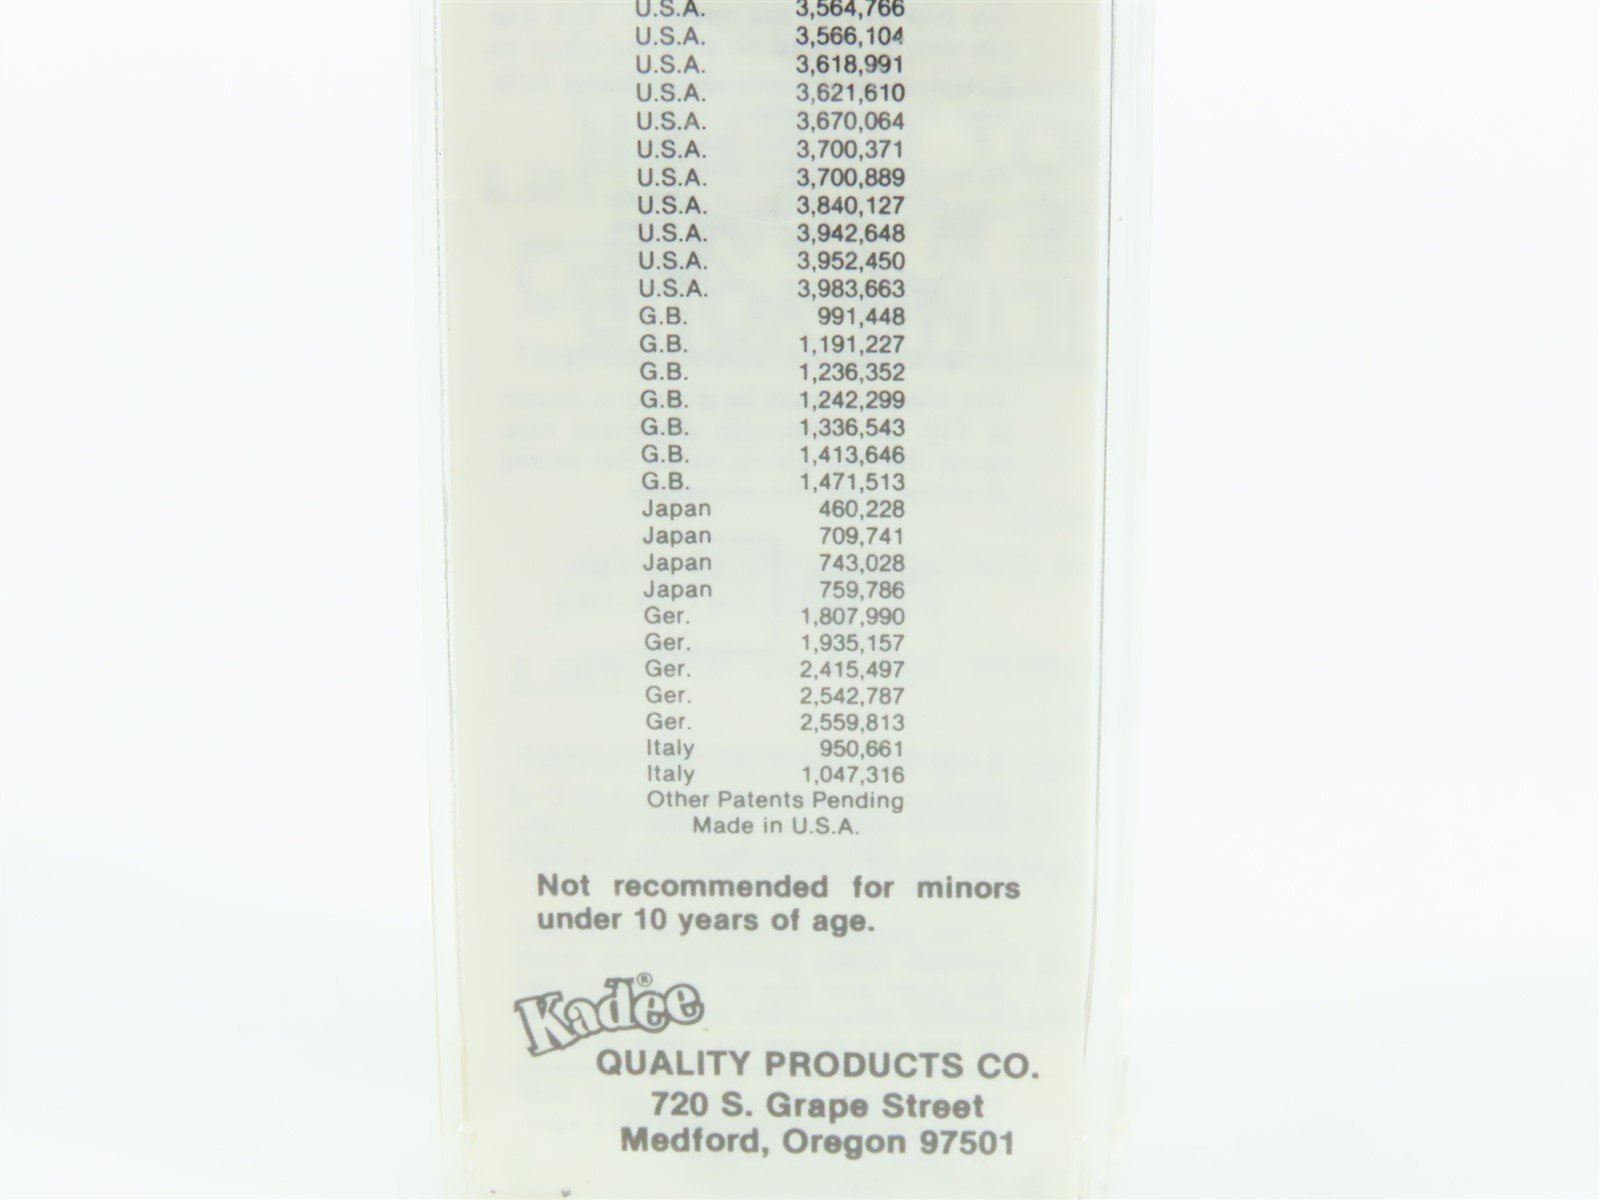 U.S.A. 3,564,766
U.S.A. 3,566,104
U.S.A. 3,618,991
U.S.A. 3,621,610
U.S.A. 3,670,064
U.S.A. 3,700,371
U.S.A. 3,700,889
U.S.A. 3,840,127
U.S.A. 3,942,648
U.S.A. 3,952,450
U.S.A. 3,983,663
G.B. 991,448
G.B. 1,191,227
G.B. 1,236,352
G.B. 1,242,299
G.B. 1,336,543
G.B. 1,413,646
G.B. 1,471,513
Japan 460,228
Japan 709,741
Japan 743,028
Japan 759,786
Ger. 1,807,990
Ger. 1,935,157
Ger. 2,415,497
Ger. 2,542,787
Ger. 2,559,813
Italy 950,661
Italy 1,047,316
Other Patents Pending
Made in U.S.A.
Not recommended for minors
under 10 years of age.
Kadee®
QUALITY PRODUCTS CO.
720 S. Grape Street
Medford, Oregon 97501